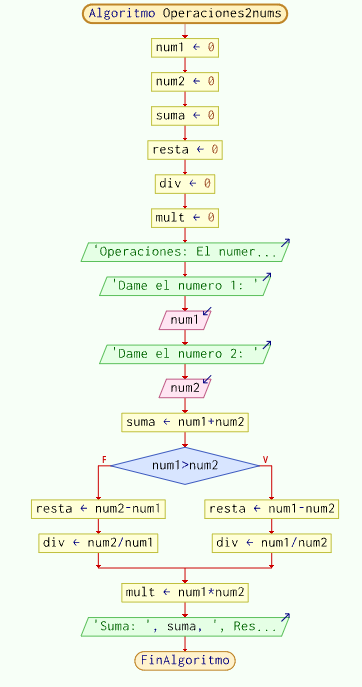 Algoritmo Operaciones2nums
num1 ← 0
num2 ← 0
suma ← 0
resta ← 0
div ← 0
mult ← 0
'Operaciones: El numer...
'Dame el numero 1: '
num1
'Dame el numero 2: '
num2
suma ← num1+num2
num1>num2
F
V
resta ← num2-num1
resta ← num1-num2
div ← num2/num1
div ← num1/num2
mult ← num1*num2
'Suma: ', suma, ', Res...
FinAlgoritmo